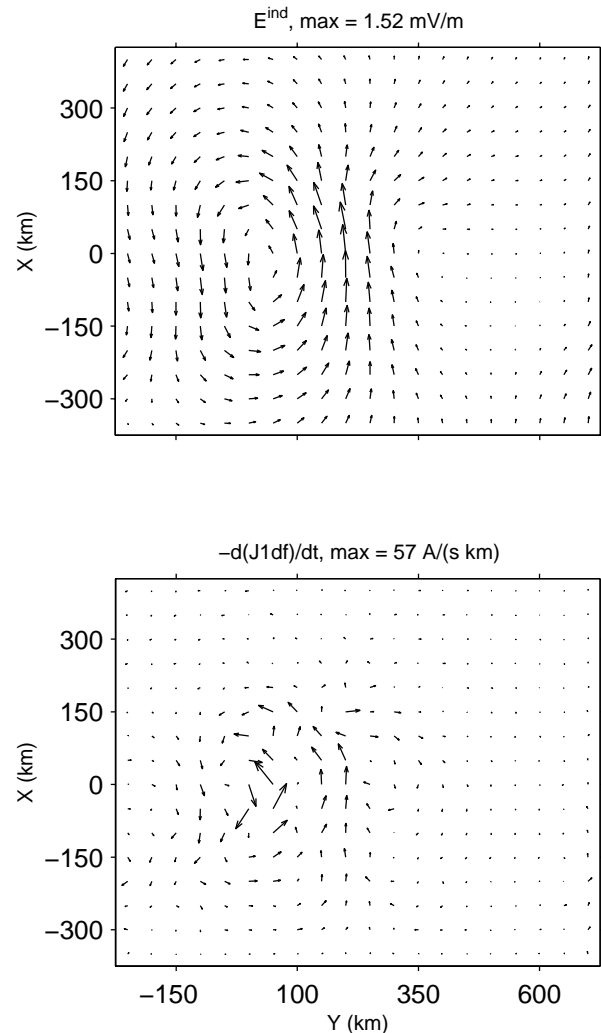 E^ind, max = 1.52 mV/m
300
150
0
−150
−300
X (km)
−d(J1df)/dt, max = 57 A/(s km)
300
150
0
−150
−300
X (km)
−150 100 350 600
Y (km)